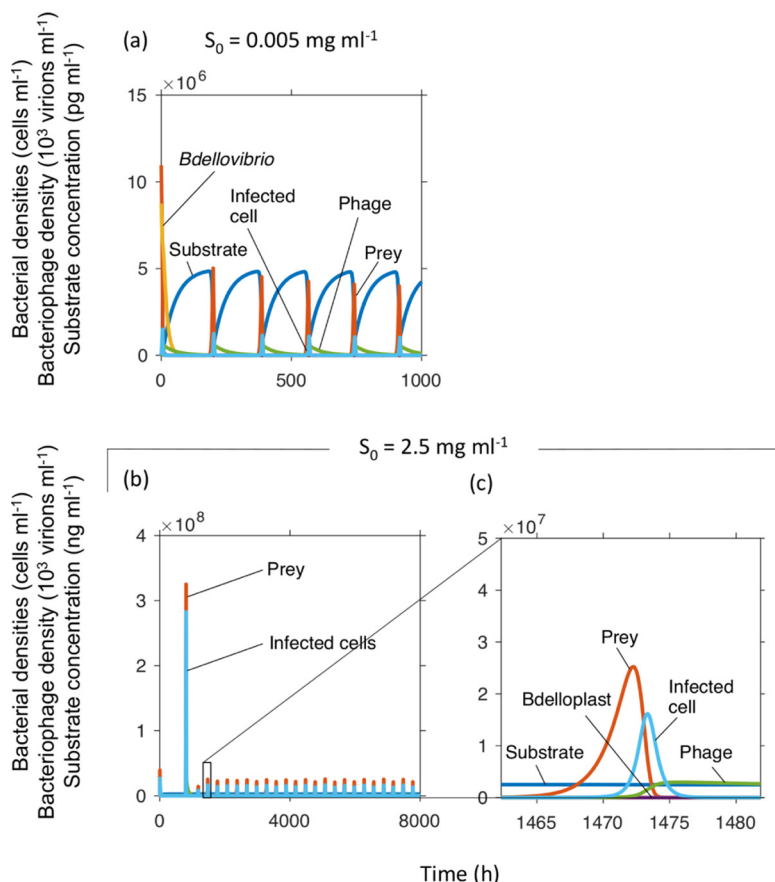 (a) S0 = 0.005 mg ml-1
Bacterial densities (cells ml-1)
Bacteriophage density (10³ virions ml-1)
Substrate concentration (pg ml-1)
×10⁶
15
10
5
0
Bdellovibrio
Substrate
Infected
cell
Phage
Prey
0 500 1000
S0 = 2.5 mg ml-1
(b)
Bacterial densities (cells ml-1)
Bacteriophage density (10³ virions ml-1)
Substrate concentration (ng ml-1)
×10⁸
4
3
2
1
0
Prey
Infected cells
0 4000 8000
(c)
×10⁷
5
4
3
2
1
0
Prey
Bdelloplast
Infected
cell
Substrate
Phage
1465 1470 1475 1480
Time (h)